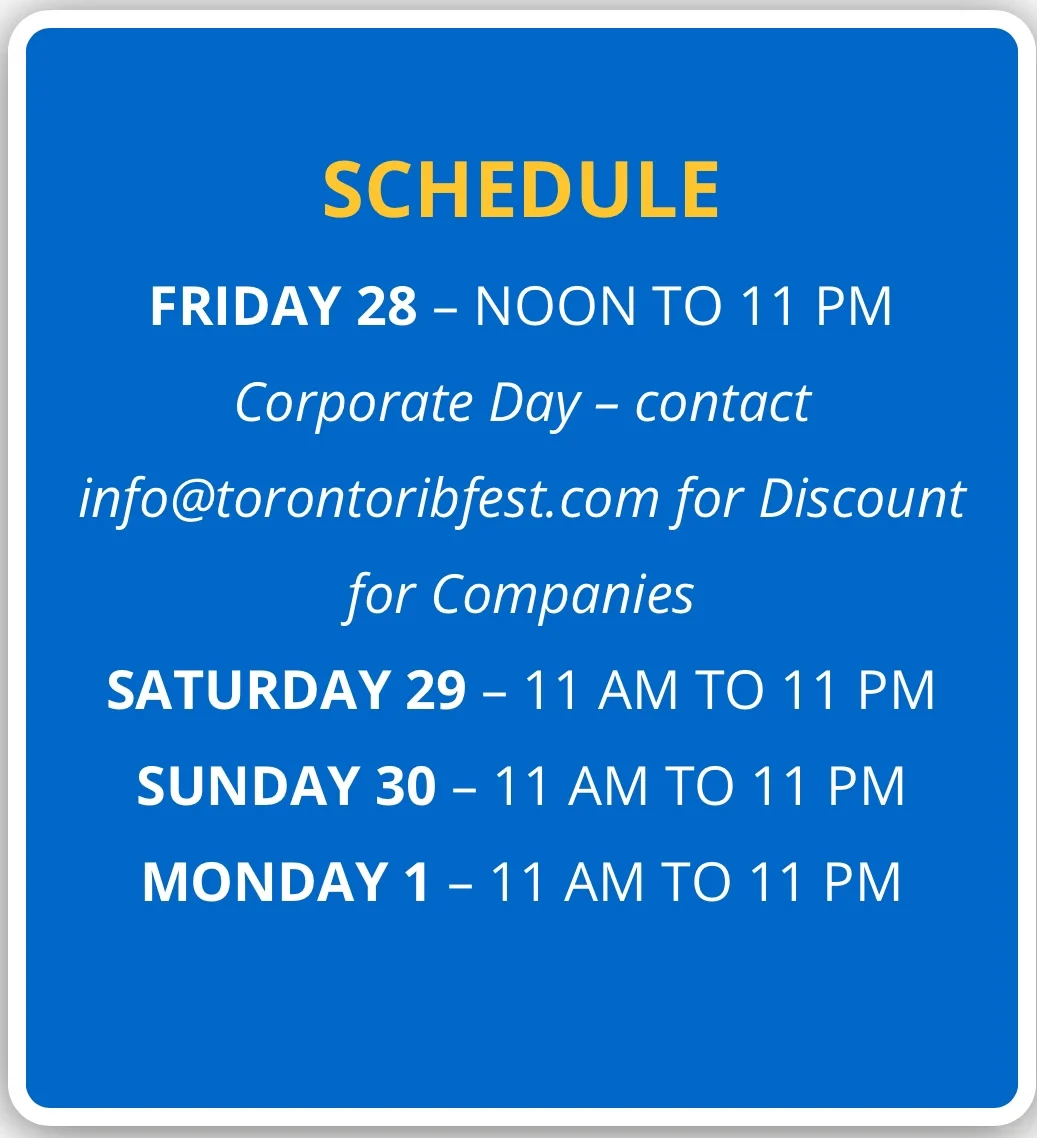 SCHEDULE
FRIDAY 28 – NOON TO 11 PM
Corporate Day – contact
info@torontoribfest.com for Discount
for Companies
SATURDAY 29 – 11 AM TO 11 PM
SUNDAY 30 – 11 AM TO 11 PM
MONDAY 1 – 11 AM TO 11 PM